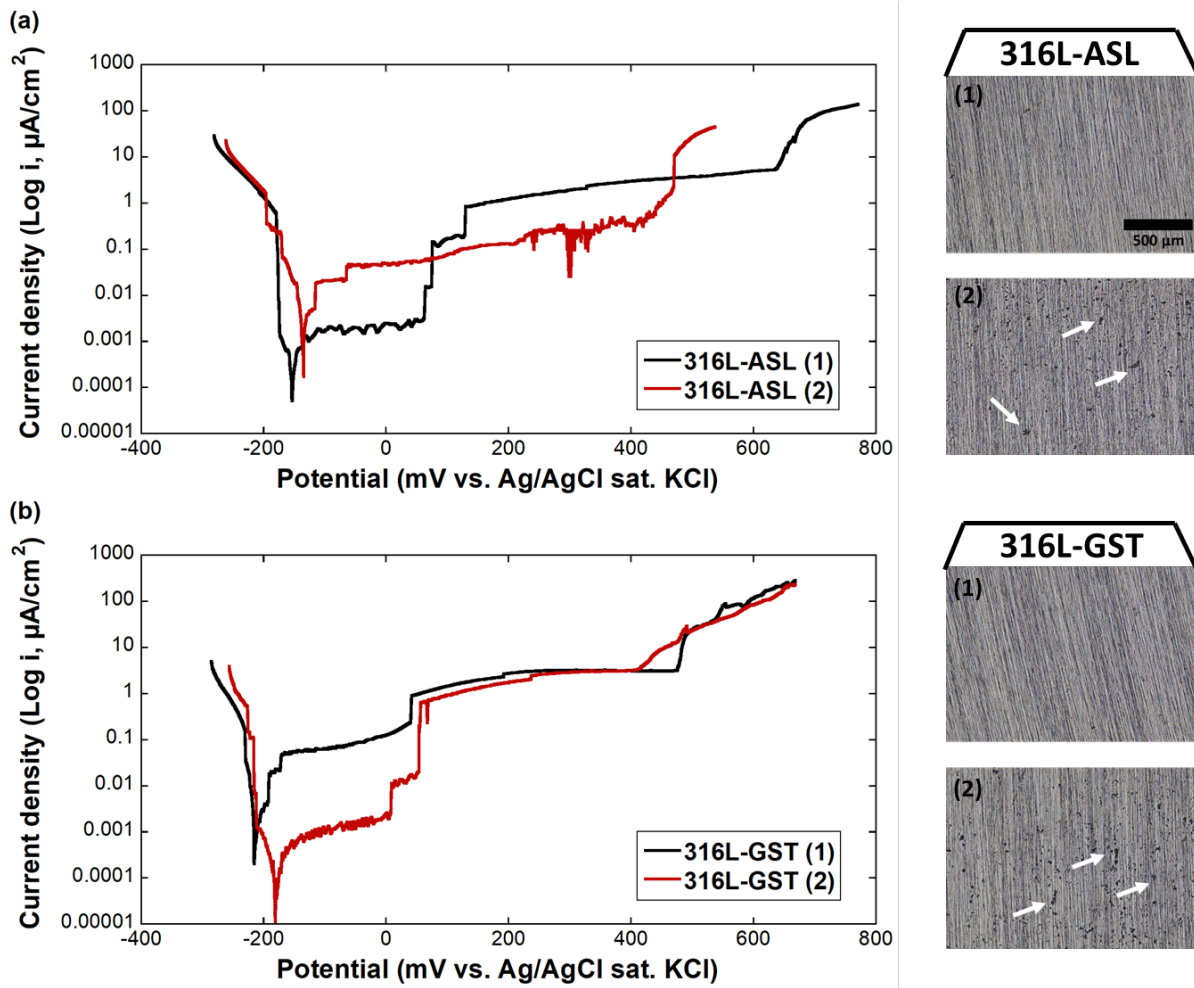 (a)
1000
100
10
1
0.1
0.01
0.001
0.0001
0.00001
Current density (Log i, µA/cm²)
-400 -200 0 200 400 600 800
Potential (mV vs. Ag/AgCl sat. KCl)
316L-ASL (1)
316L-ASL (2)
316L-ASL
(1)
500 µm
(2)
(b)
1000
100
10
1
0.1
0.01
0.001
0.0001
0.00001
Current density (Log i, µA/cm²)
-400 -200 0 200 400 600 800
Potential (mV vs. Ag/AgCl sat. KCl)
316L-GST (1)
316L-GST (2)
316L-GST
(1)
(2)